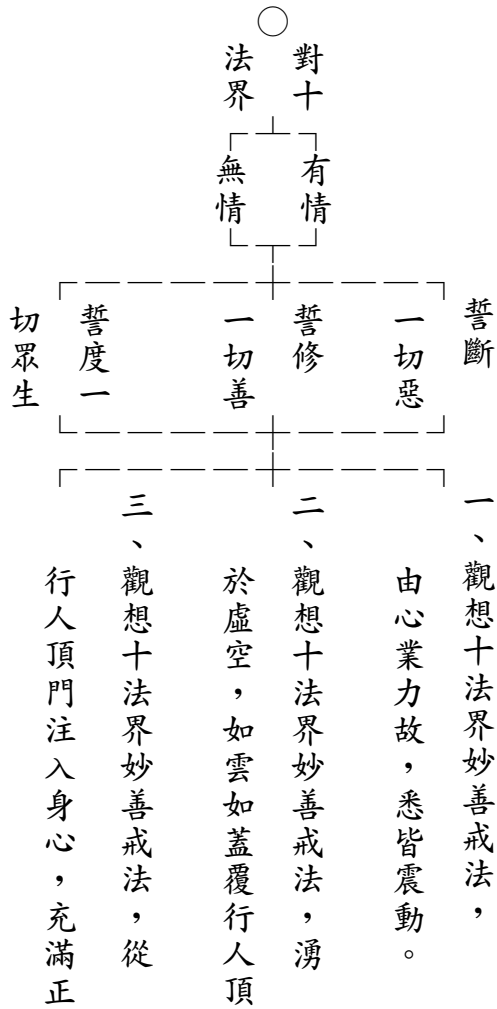 ○
對十
法界
有情
無情
誓斷
一切惡
誓修
一切善
誓度一
切眾生
一、觀想十法界妙善戒法，
由心業力故，悉皆震動。
二、觀想十法界妙善戒法，湧
於虛空，如雲如蓋覆行人頂
三、觀想十法界妙善戒法，從
行人頂門注入身心，充滿正